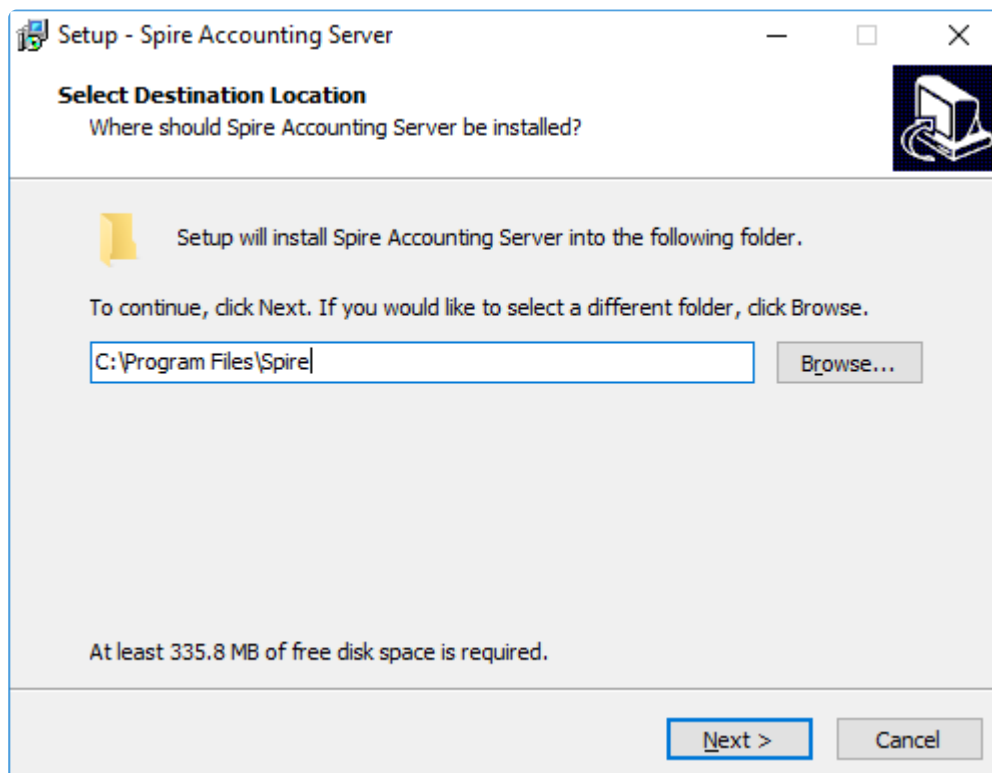 Setup - Spire Accounting Server
Select Destination Location
Where should Spire Accounting Server be installed?
Setup will install Spire Accounting Server into the following folder.
To continue, click Next. If you would like to select a different folder, click Browse.
C:\Program Files\Spire
Browse...
At least 335.8 MB of free disk space is required.
Next >
Cancel